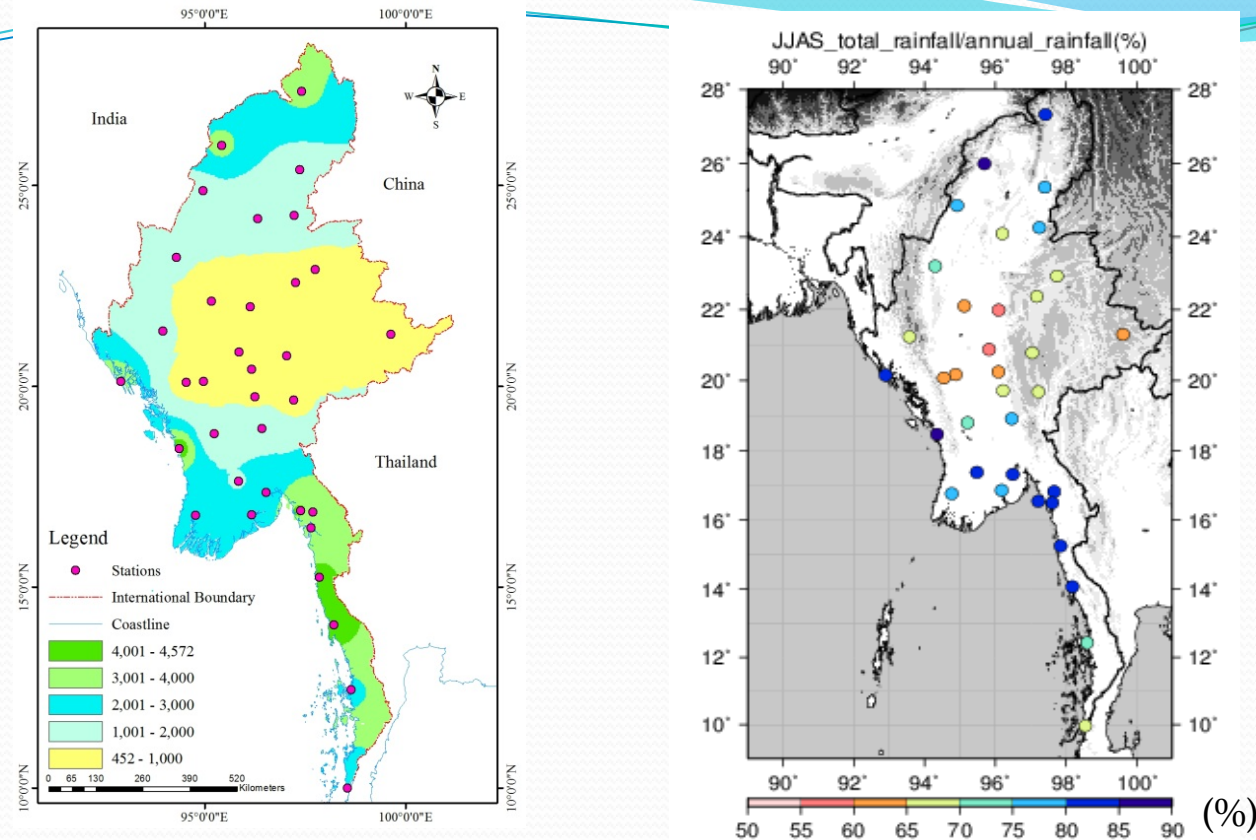 95°0'0"E 100°0'0"E
India
N
W E
S
China
25°0'0"N 25°0'0"N
20°0'0"N 20°0'0"N
Thailand
Legend
Stations
15°0'0"N 15°0'0"N
International Boundary
Coastline
4,001 - 4,572
3,001 - 4,000
2,001 - 3,000
1,001 - 2,000
452 - 1,000
0 65 130 260 390 520
Kilometers
10°0'0"N 10°0'0"N
95°0'0"E 100°0'0"E
JJAS_total_rainfall/annual_rainfall(%)
90° 92° 94° 96° 98° 100°
28° 28°
26° 26°
24° 24°
22° 22°
20° 20°
18° 18°
16° 16°
14° 14°
12° 12°
10° 10°
90° 92° 94° 96° 98° 100°
50 55 60 65 70 75 80 85 90
(%)